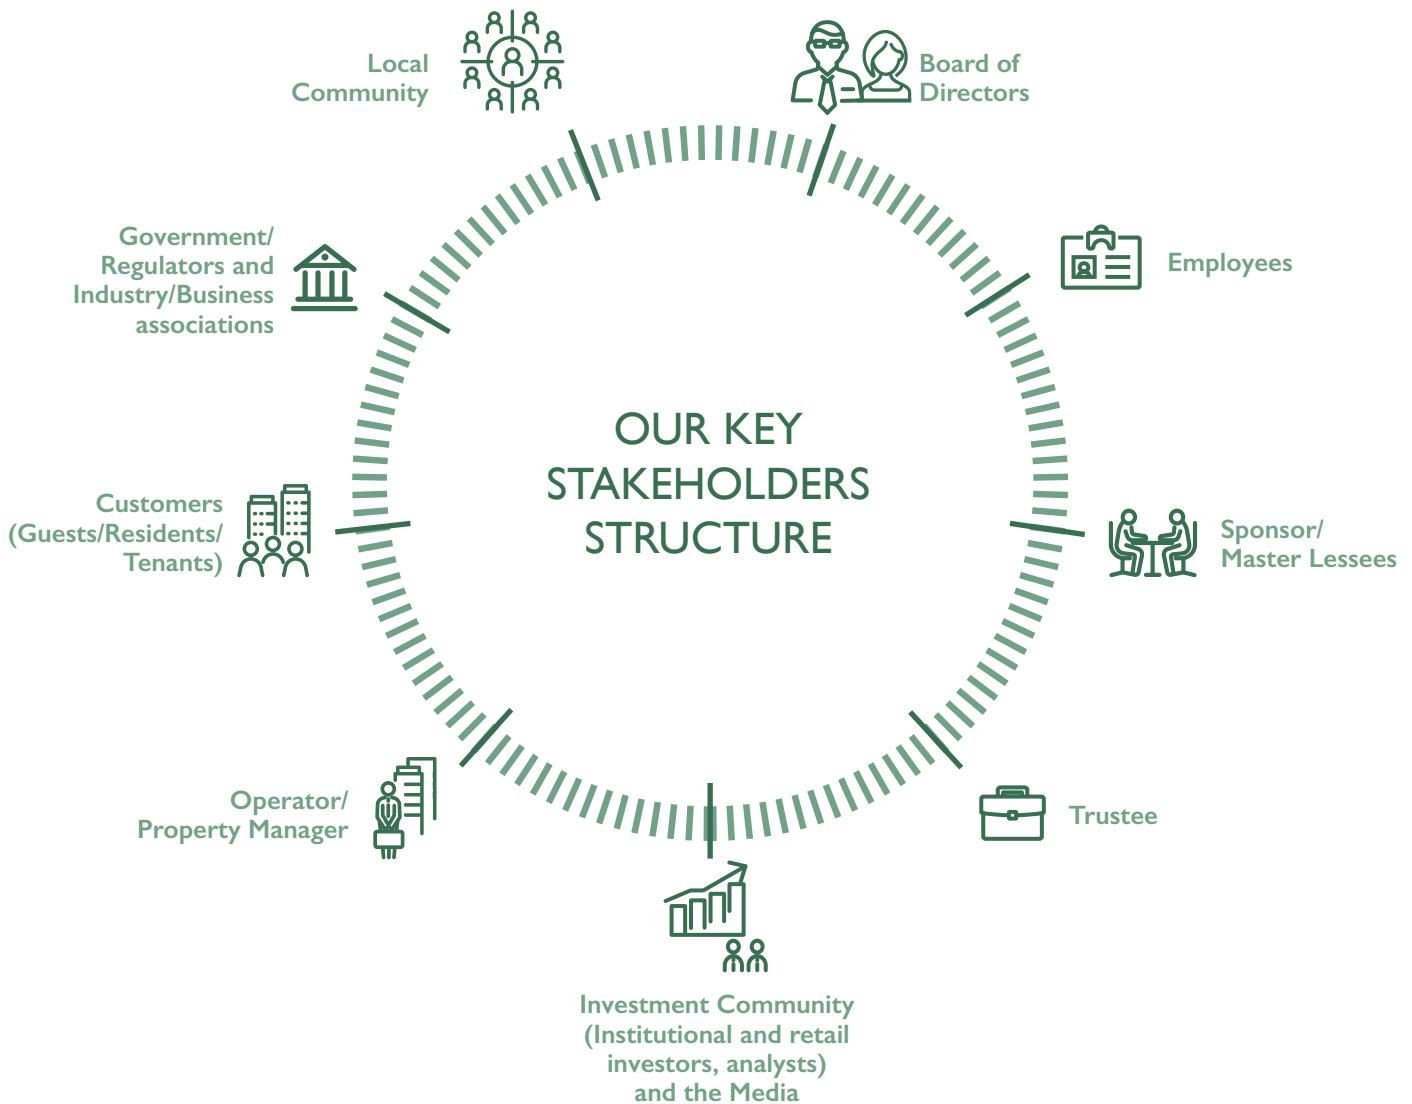 OUR KEY
STAKEHOLDERS
STRUCTURE
Board of
Directors
Employees
Sponsor/
Master Lessees
Trustee
Investment Community
(Institutional and retail
investors, analysts)
and the Media
Operator/
Property Manager
Customers
(Guests/Residents/
Tenants)
Government/
Regulators and
Industry/Business
associations
Local
Community